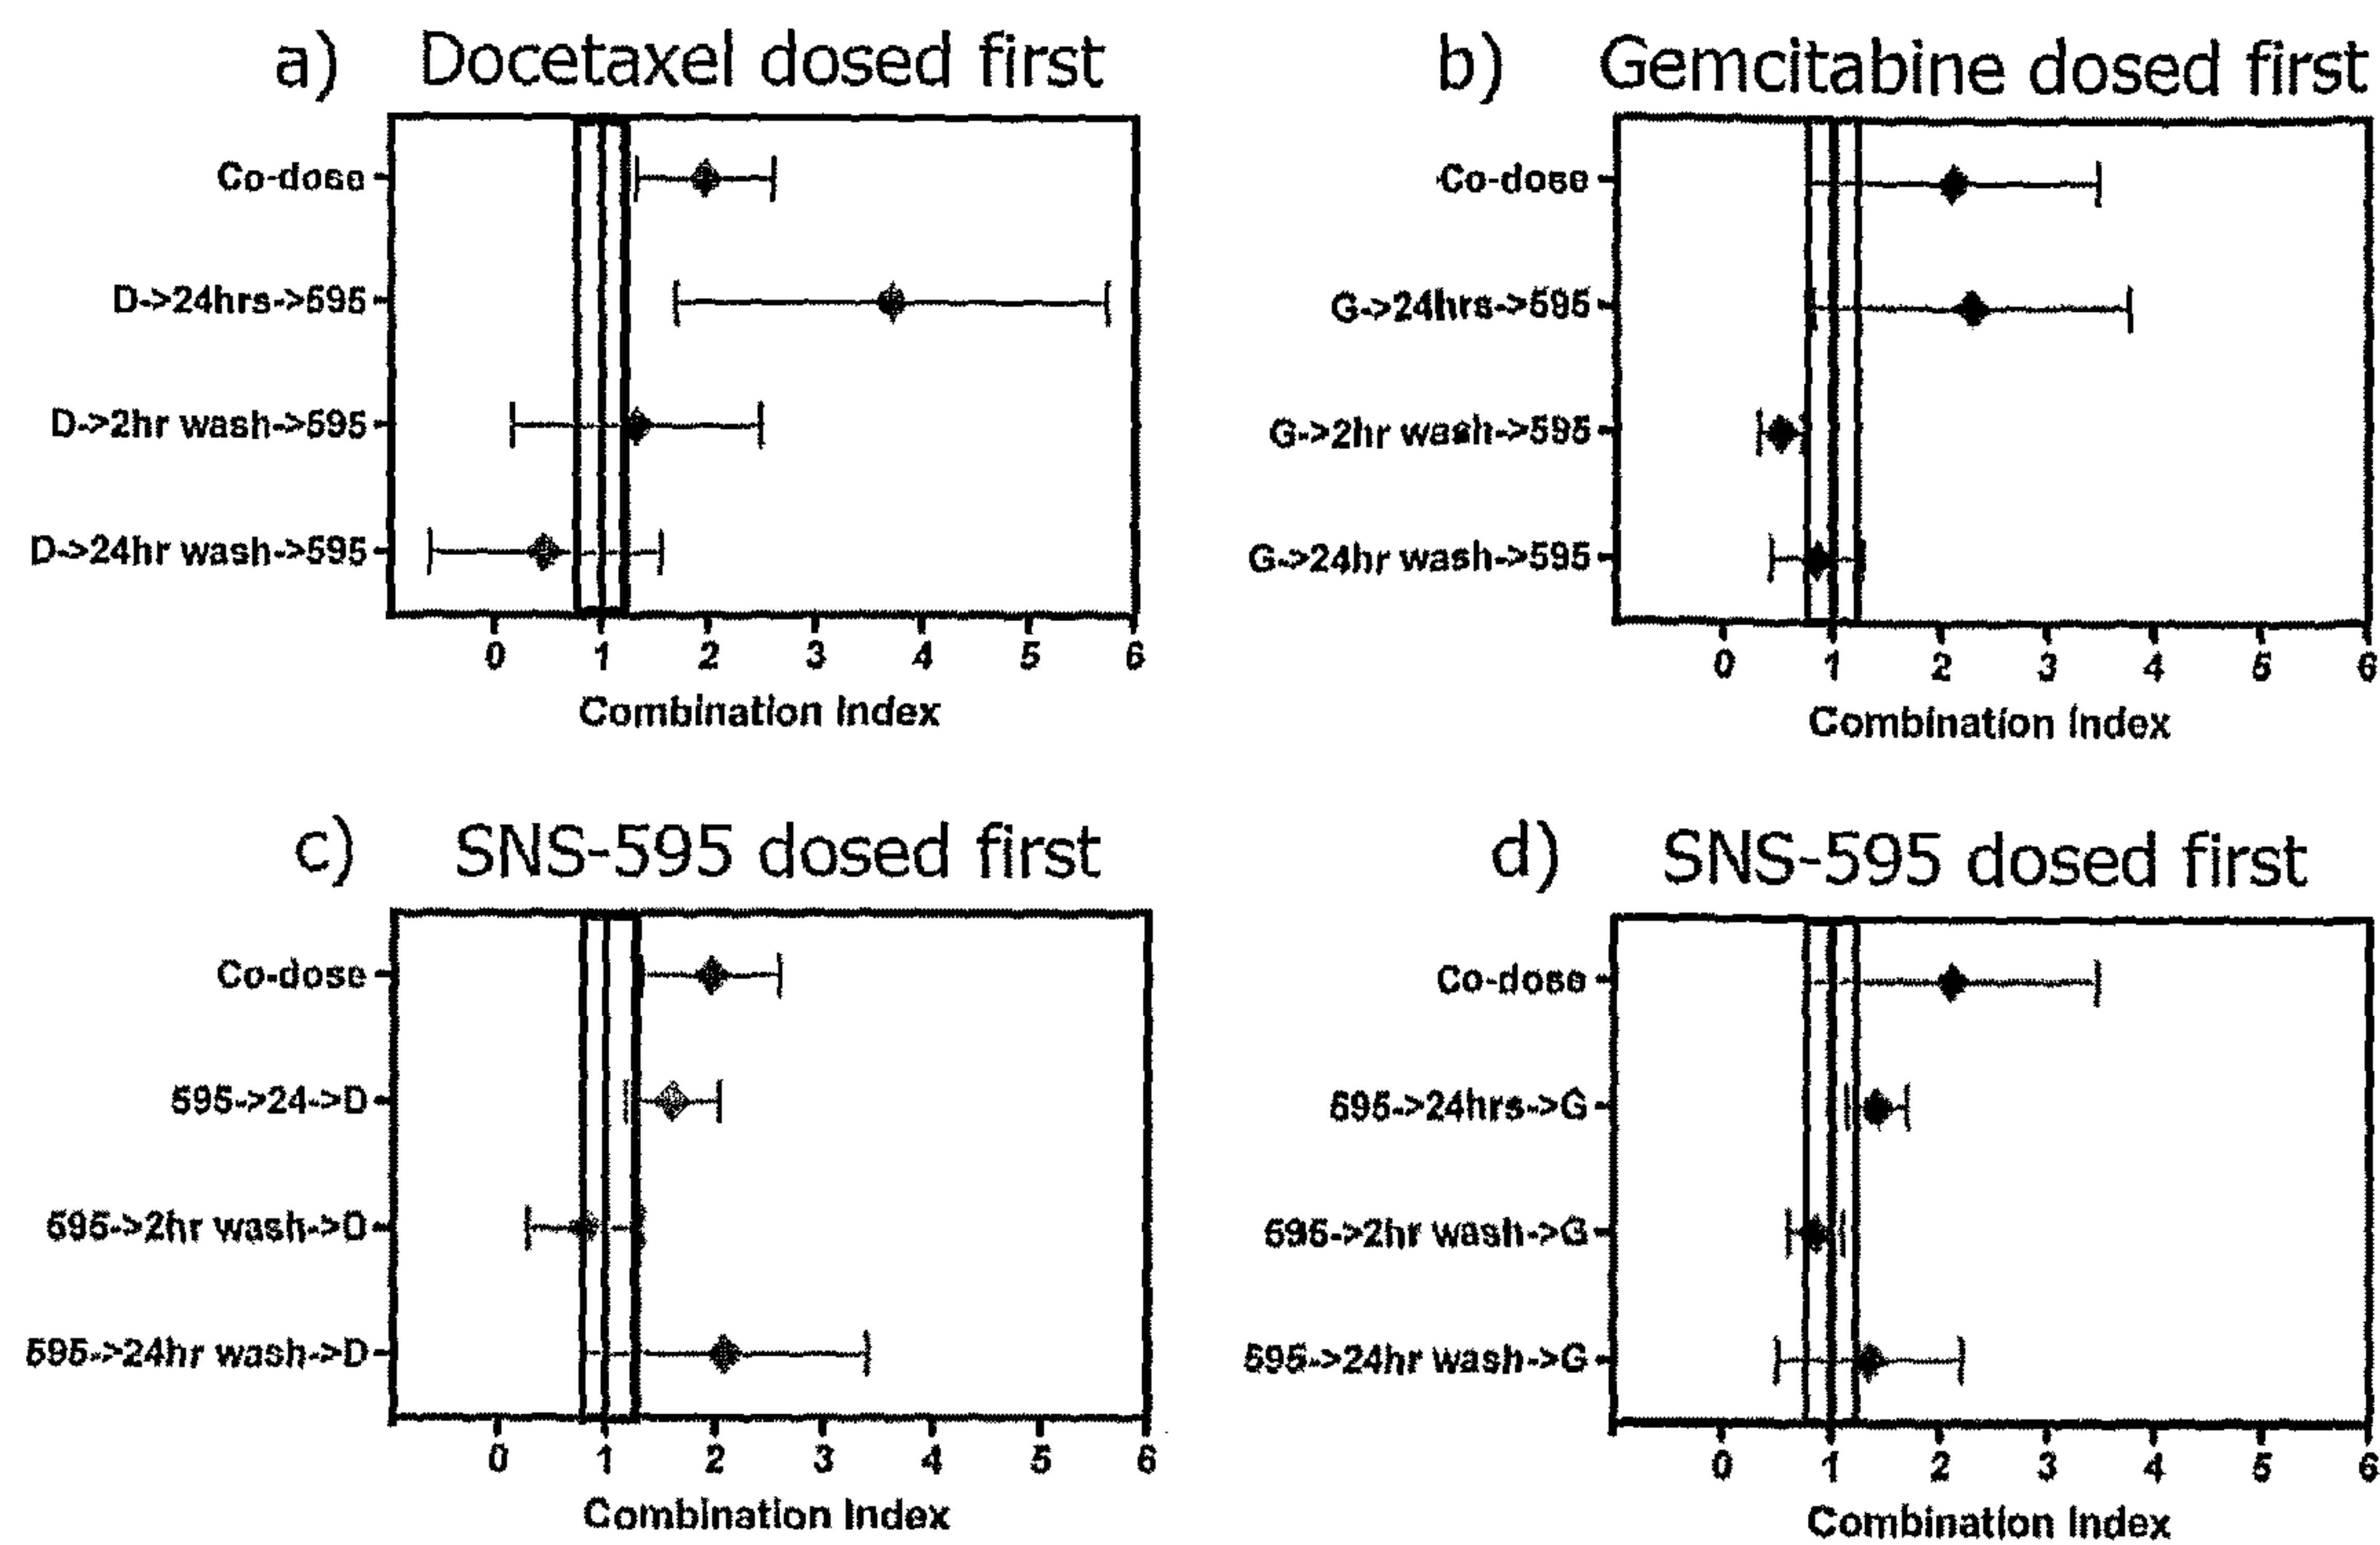 a) Docetaxel dosed first
Co-dose
D->24hrs->595
D->2hr wash->595
D->24hr wash->595
0 1 2 3 4 5 6
Combination Index
b) Gemcitabine dosed first
Co-dose
G->24hrs->595
G->2hr wash->595
G->24hr wash->595
0 1 2 3 4 5 6
Combination Index
c) SNS-595 dosed first
Co-dose
595->24->D
595->2hr wash->D
595->24hr wash->D
0 1 2 3 4 5 6
Combination Index
d) SNS-595 dosed first
Co-dose
595->24hrs->G
595->2hr wash->G
595->24hr wash->G
0 1 2 3 4 5 6
Combination Index